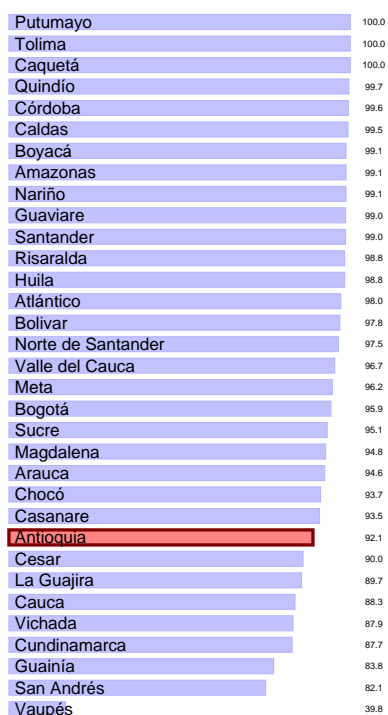 Putumayo 100.0
Tolima 100.0
Caquetá 100.0
Quindío 99.7
Córdoba 99.6
Caldas 99.5
Boyacá 99.1
Amazonas 99.1
Nariño 99.1
Guaviare 99.0
Santander 99.0
Risaralda 98.8
Huila 98.8
Atlántico 98.0
Bolivar 97.8
Norte de Santander 97.5
Valle del Cauca 96.7
Meta 96.2
Bogotá 95.9
Sucre 95.1
Magdalena 94.8
Arauca 94.6
Chocó 93.7
Casanare 93.5
Antioquia 92.1
Cesar 90.0
La Guajira 89.7
Cauca 88.3
Vichada 87.9
Cundinamarca 87.7
Guainía 83.8
San Andrés 82.1
Vaupés 39.8